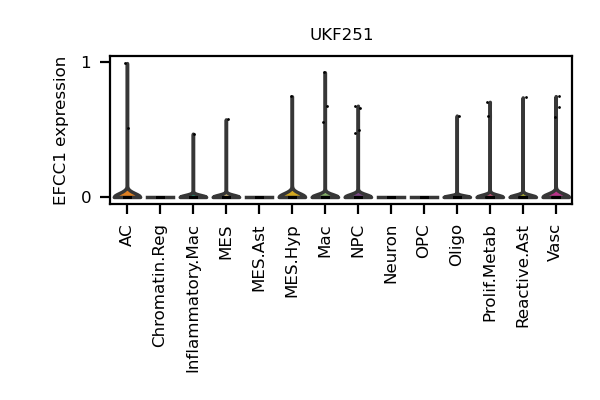 UKF251
EFCC1 expression
1
0
AC
Chromatin.Reg
Inflammatory.Mac
MES
MES.Ast
MES.Hyp
Mac
NPC
Neuron
OPC
Oligo
Prolif.Metab
Reactive.Ast
Vasc